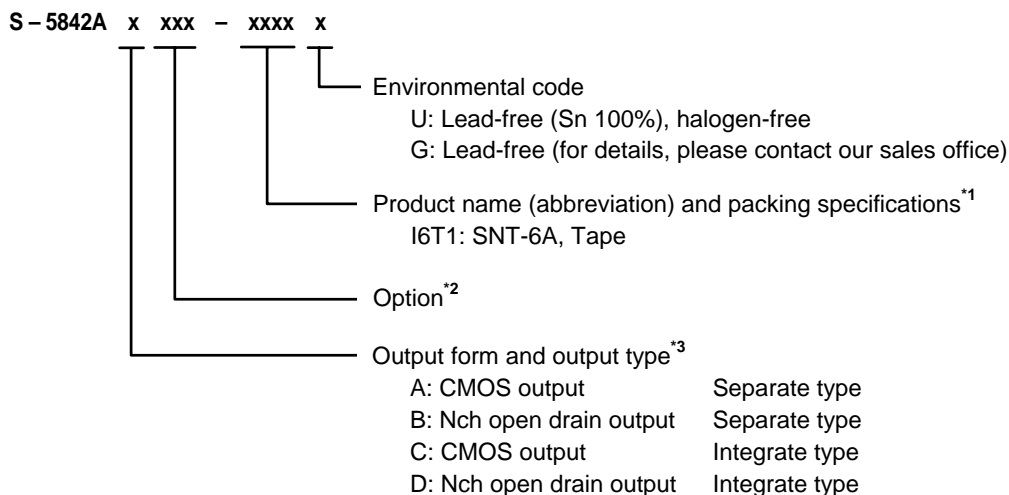 S – 5842A x xxx – xxxx x
Environmental code
U: Lead-free (Sn 100%), halogen-free
G: Lead-free (for details, please contact our sales office)
Product name (abbreviation) and packing specifications*1
I6T1: SNT-6A, Tape
Option*2
Output form and output type*3
A: CMOS output Separate type
B: Nch open drain output Separate type
C: CMOS output Integrate type
D: Nch open drain output Integrate type